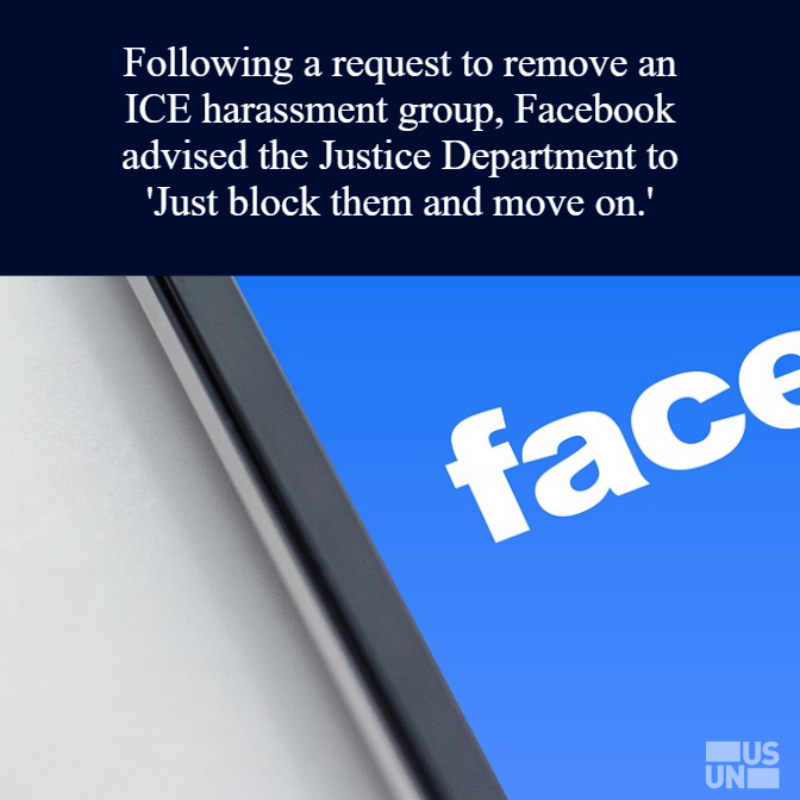 Following a request to remove an
ICE harassment group, Facebook
advised the Justice Department to
'Just block them and move on.'
face
US
UN